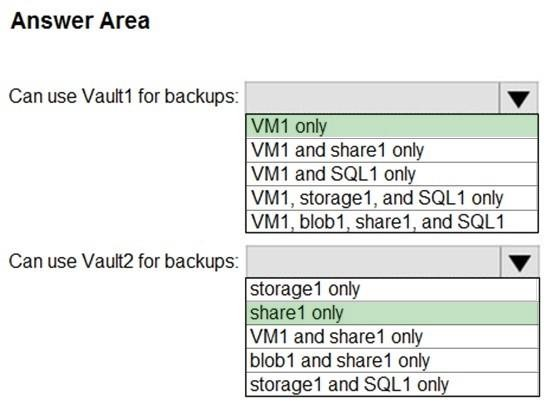 Answer Area
Can use Vault1 for backups:
VM1 only
VM1 and share1 only
VM1 and SQL1 only
VM1, storage1, and SQL1 only
VM1, blob1, share1, and SQL1
Can use Vault2 for backups:
storage1 only
share1 only
VM1 and share1 only
blob1 and share1 only
storage1 and SQL1 only